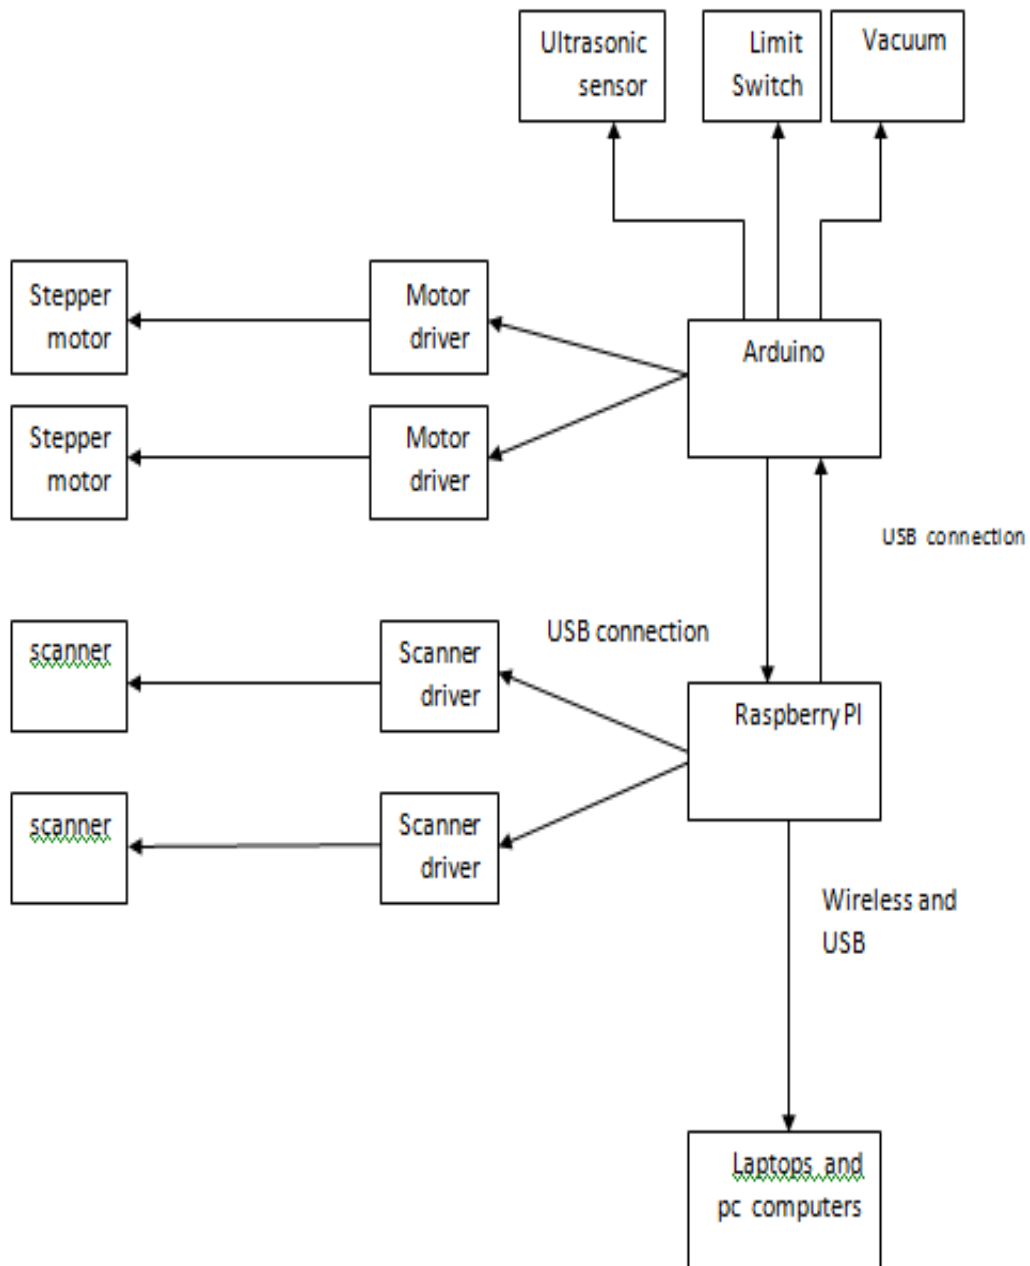 Ultrasonic
sensor
Limit
Switch
Vacuum
Stepper
motor
Motor
driver
Arduino
Stepper
motor
Motor
driver
USB connection
scanner
Scanner
driver
USB connection
Raspberry PI
scanner
Scanner
driver
Wireless and
USB
Laptops and
pc computers